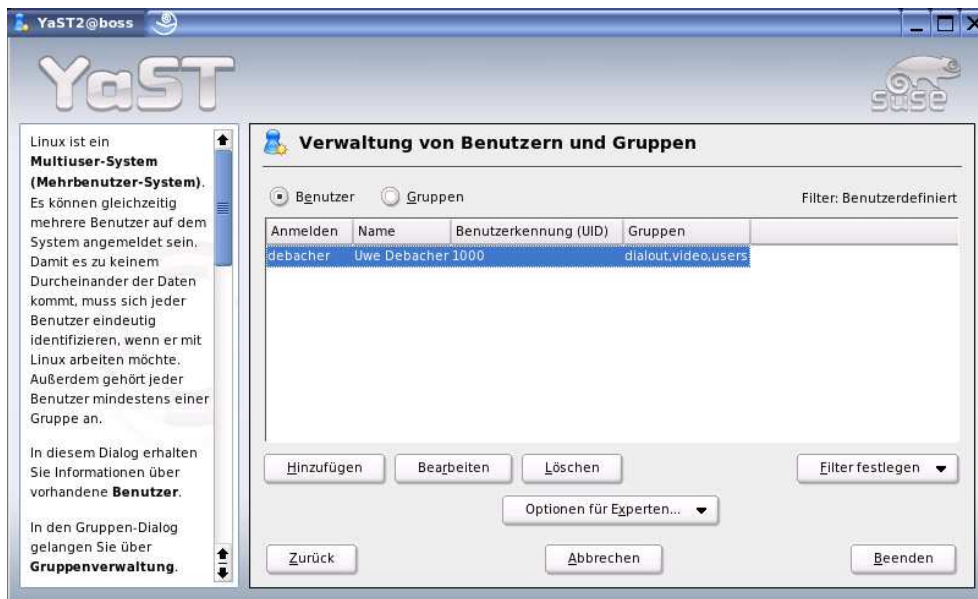 YaST2@boss
YaST
suse
Linux ist ein
Multiuser-System
(Mehrbenutzer-System).
Es können gleichzeitig
mehrere Benutzer auf dem
System angemeldet sein.
Damit es zu keinem
Durcheinander der Daten
kommt, muss sich jeder
Benutzer eindeutig
identifizieren, wenn er mit
Linux arbeiten möchte.
Außerdem gehört jeder
Benutzer mindestens einer
Gruppe an.
In diesem Dialog erhalten
Sie Informationen über
vorhandene Benutzer.
In den Gruppen-Dialog
gelangen Sie über
Gruppenverwaltung.
Verwaltung von Benutzern und Gruppen
Benutzer Gruppen Filter: Benutzerdefiniert
Anmelden Name Benutzerkennung (UID) Gruppen
debacher Uwe Debacher 1000 dialout,video,users
Hinzufügen Bearbeiten Löschen Filter festlegen
Optionen für Experten...
Zurück Abbrechen Beenden